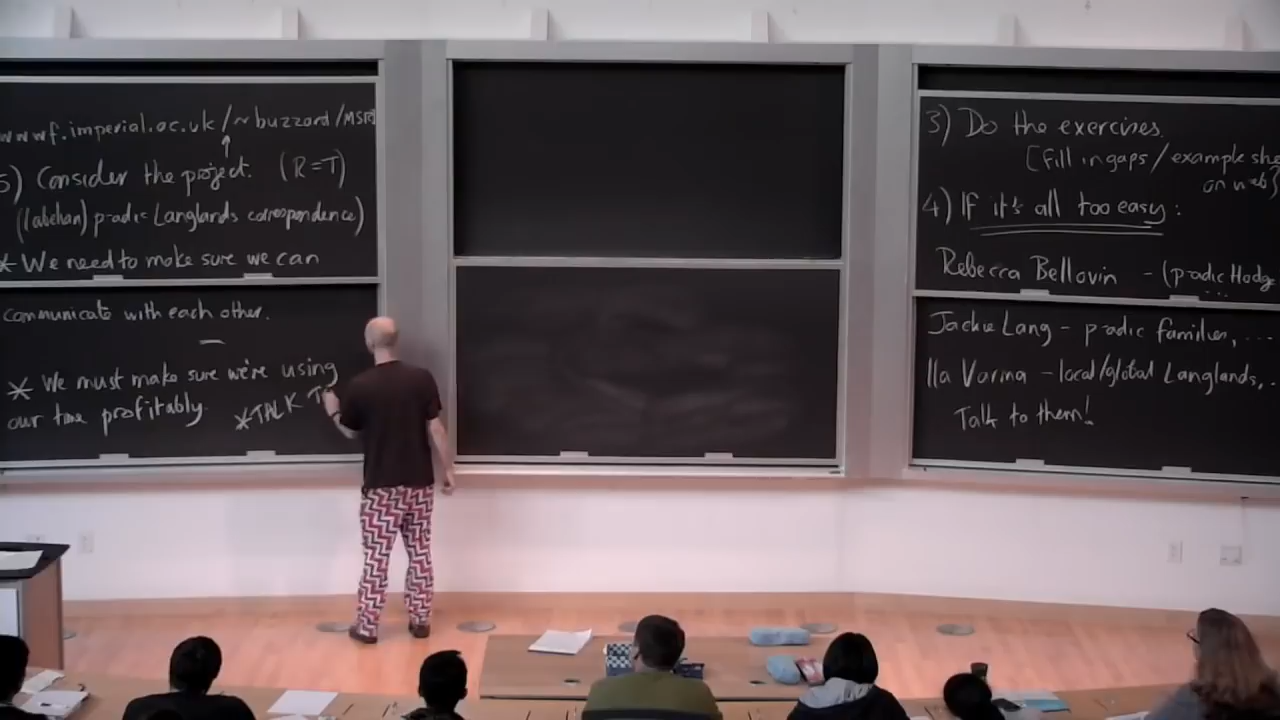 wwwf.imperial.ac.uk/~buzzard/MSRI
5) Consider the project. (R=T)
((abelian) p-adic Langlands correspondence)
* We need to make sure we can
communicate with each other.
* We must make sure we're using
our time profitably.
*TALK T
3) Do the exercises.
[fill in gaps / example she
on web]
4) If it's all too easy:
Rebecca Bellovin - (p-adic Hodg
...
Jackie Lang - p-adic families, ...
Ila Varma - local/global Langlands, .
Talk to them!